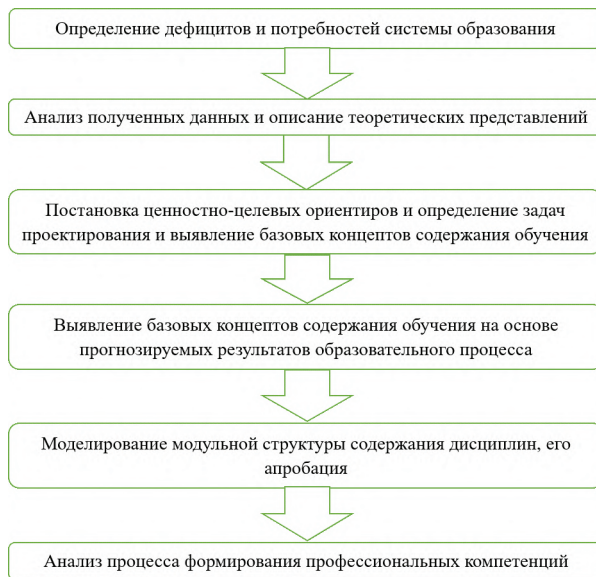 Определение дефицитов и потребностей системы образования
Анализ полученных данных и описание теоретических представлений
Постановка ценностно-целевых ориентиров и определение задач
проектирования и выявление базовых концептов содержания обучения
Выявление базовых концептов содержания обучения на основе
прогнозируемых результатов образовательного процесса
Моделирование модульной структуры содержания дисциплин, его
апробация
Анализ процесса формирования профессиональных компетенций